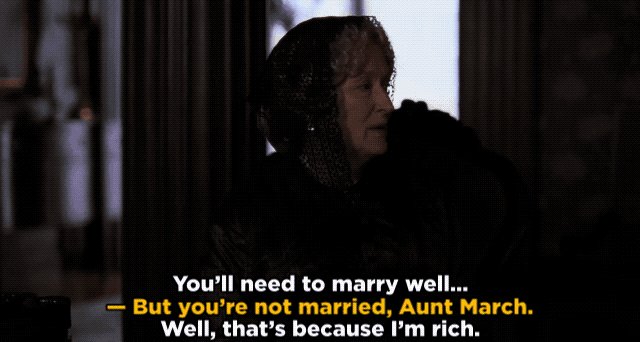 You'll need to marry well...
— But you're not married, Aunt March.
Well, that's because I'm rich.